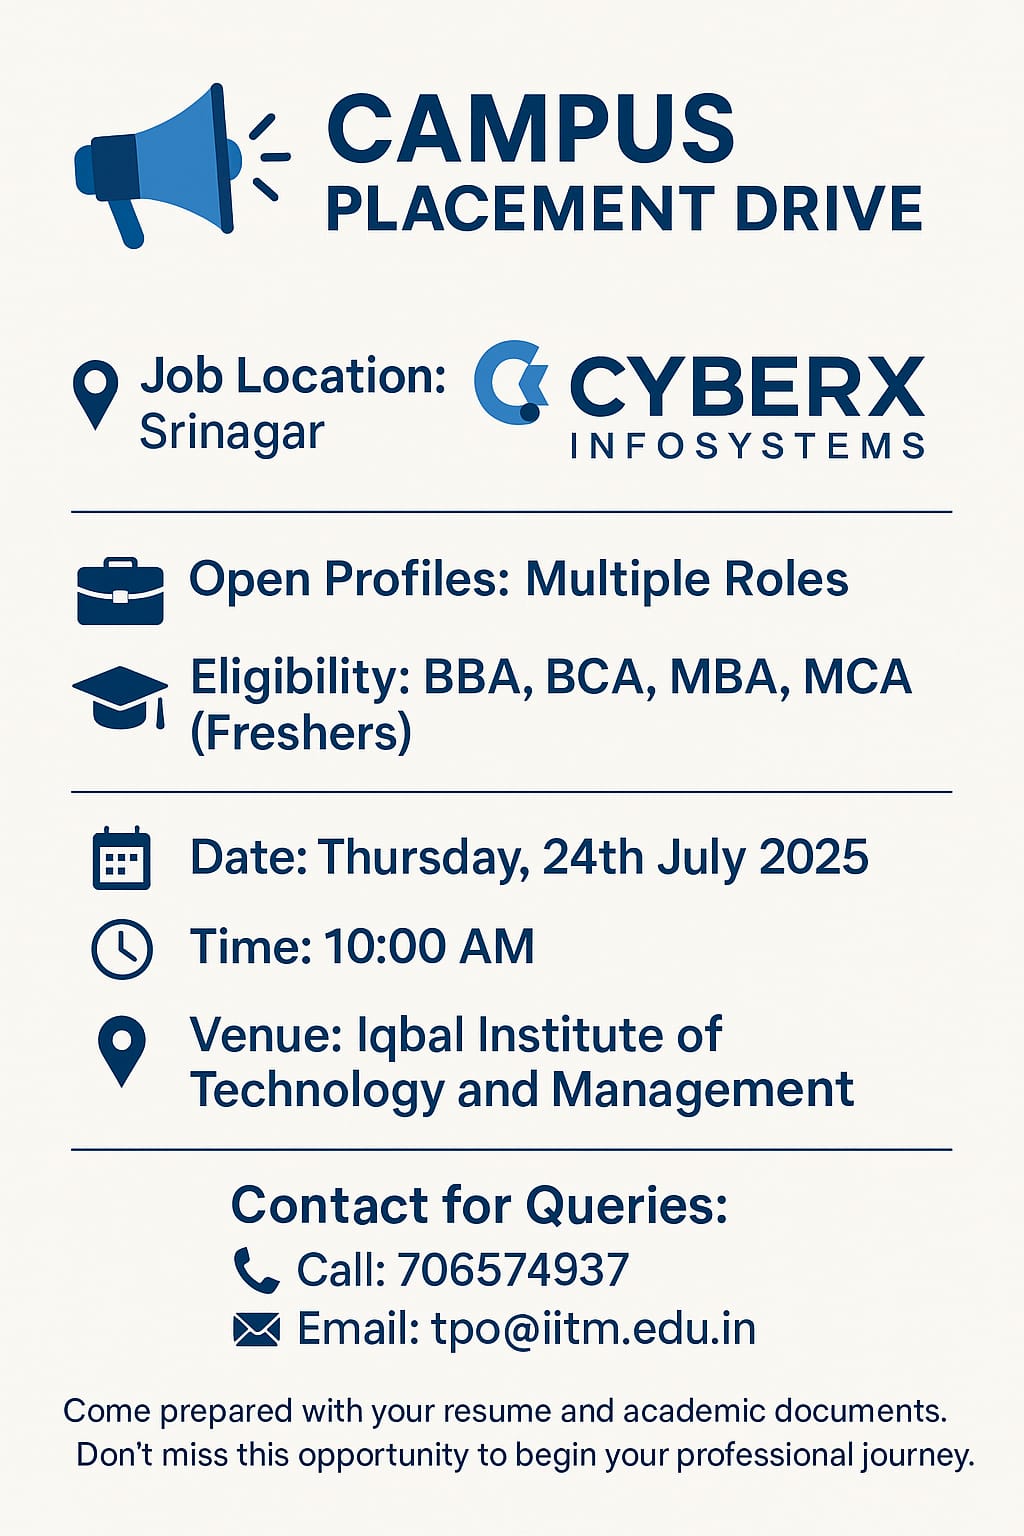 CAMPUS
PLACEMENT DRIVE
Job Location:
Srinagar
CYBERX
INFOSYSTEMS
Open Profiles: Multiple Roles
Eligibility: BBA, BCA, MBA, MCA
(Freshers)
Date: Thursday, 24th July 2025
Time: 10:00 AM
Venue: Iqbal Institute of
Technology and Management
Contact for Queries:
Call: 706574937
Email: tpo@iitm.edu.in
Come prepared with your resume and academic documents.
Don't miss this opportunity to begin your professional journey.